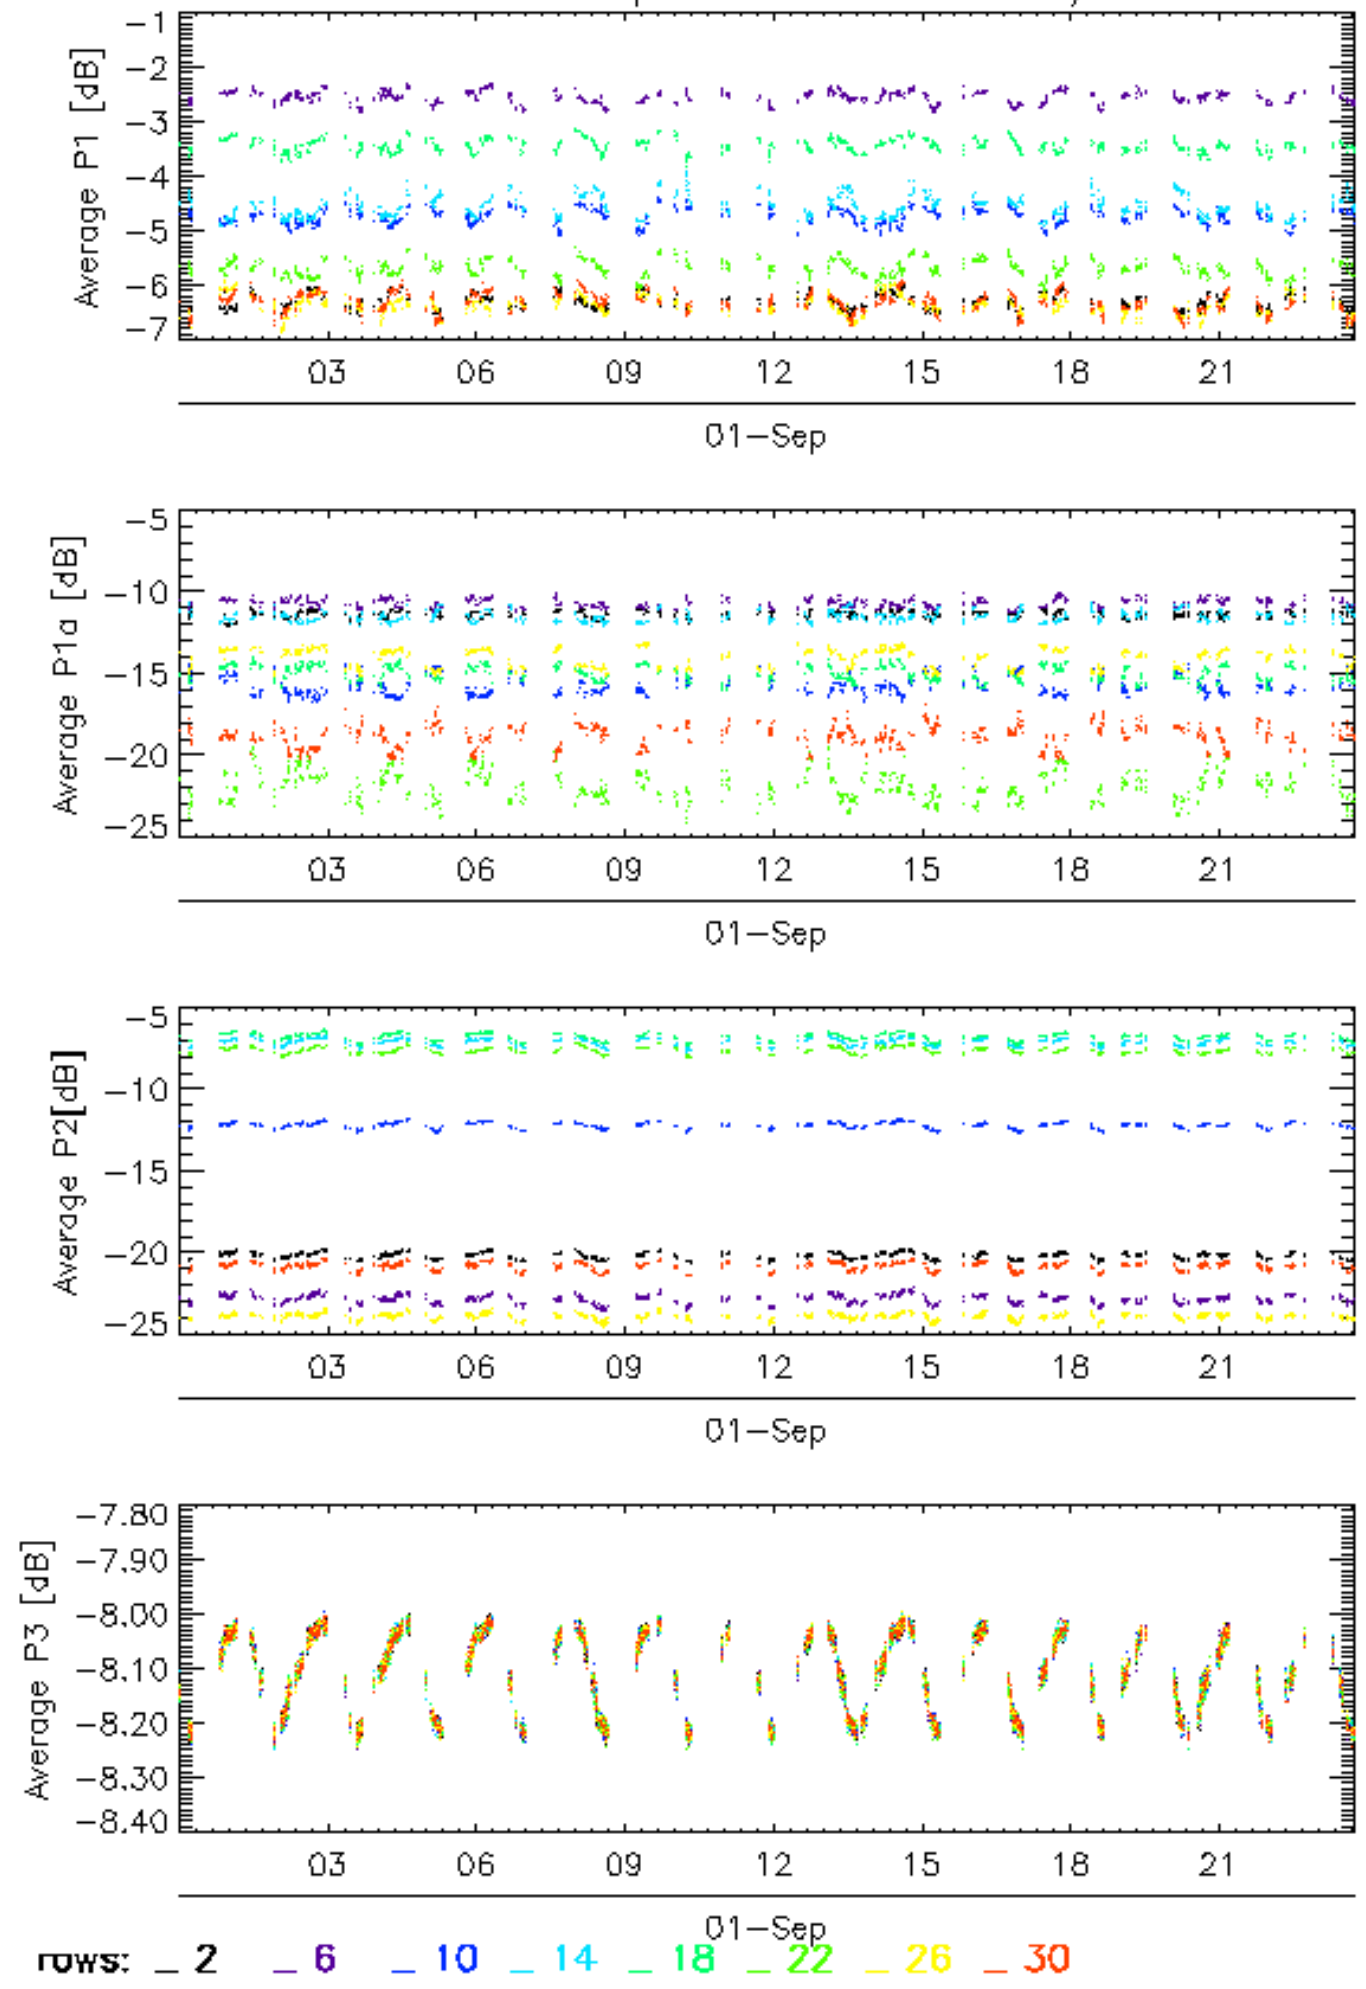 Average P1 [dB]
−1
−2
−3
−4
−5
−6
−7
03 06 09 12 15 18 21
01−Sep
Average P1a [dB]
−5
−10
−15
−20
−25
03 06 09 12 15 18 21
01−Sep
Average P2[dB]
−5
−10
−15
−20
−25
03 06 09 12 15 18 21
01−Sep
Average P3 [dB]
−7.80
−7.90
−8.00
−8.10
−8.20
−8.30
−8.40
03 06 09 12 15 18 21
01−Sep
rows: _ 2 _ 6 _ 10 _ 14 _ 18 _ 22 _ 26 _ 30